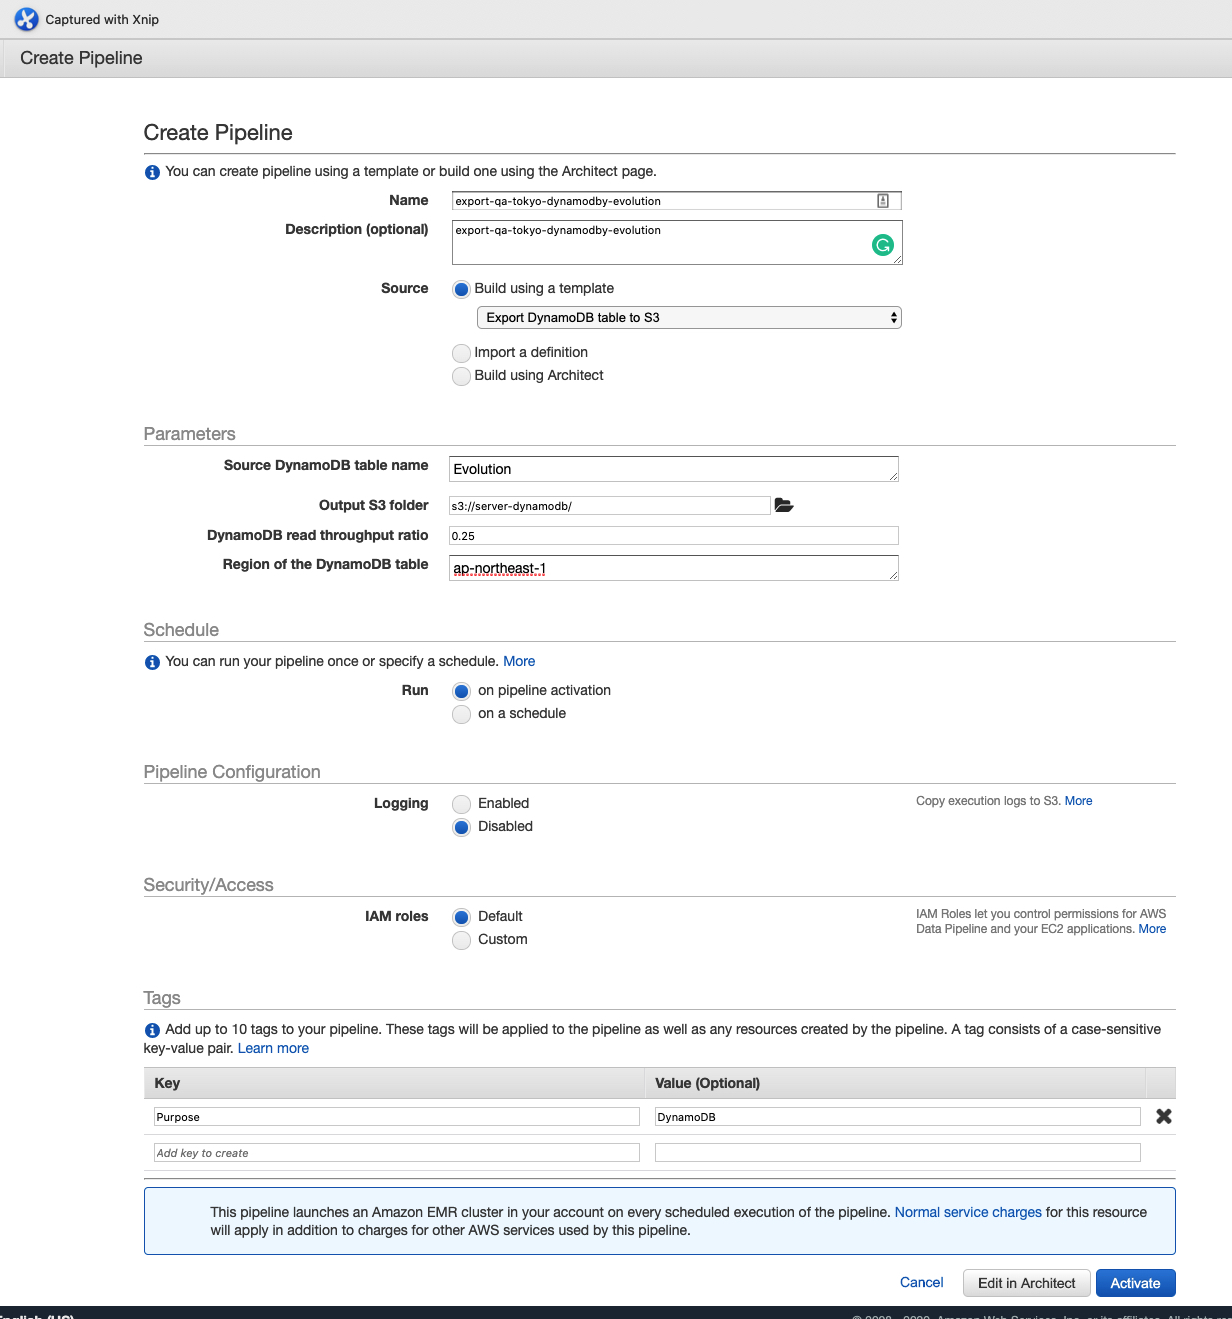 Captured with Xnip
Create Pipeline
Create Pipeline
You can create pipeline using a template or build one using the Architect page.
Name
export-qa-tokyo-dynamodby-evolution
Description (optional)
export-qa-tokyo-dynamodby-evolution
Source
Build using a template
Export DynamoDB table to S3
Import a definition
Build using Architect
Parameters
Source DynamoDB table name
Evolution
Output S3 folder
s3://server-dynamodb/
DynamoDB read throughput ratio
0.25
Region of the DynamoDB table
ap-northeast-1
Schedule
You can run your pipeline once or specify a schedule. More
Run
on pipeline activation
on a schedule
Pipeline Configuration
Logging
Enabled
Copy execution logs to S3. More
Disabled
Security/Access
IAM roles
Default
IAM Roles let you control permissions for AWS
Data Pipeline and your EC2 applications. More
Custom
Tags
Add up to 10 tags to your pipeline. These tags will be applied to the pipeline as well as any resources created by the pipeline. A tag consists of a case-sensitive
key-value pair. Learn more
Key
Value (Optional)
Purpose
DynamoDB
Add key to create
This pipeline launches an Amazon EMR cluster in your account on every scheduled execution of the pipeline. Normal service charges for this resource
will apply in addition to charges for other AWS services used by this pipeline.
Cancel
Edit in Architect
Activate